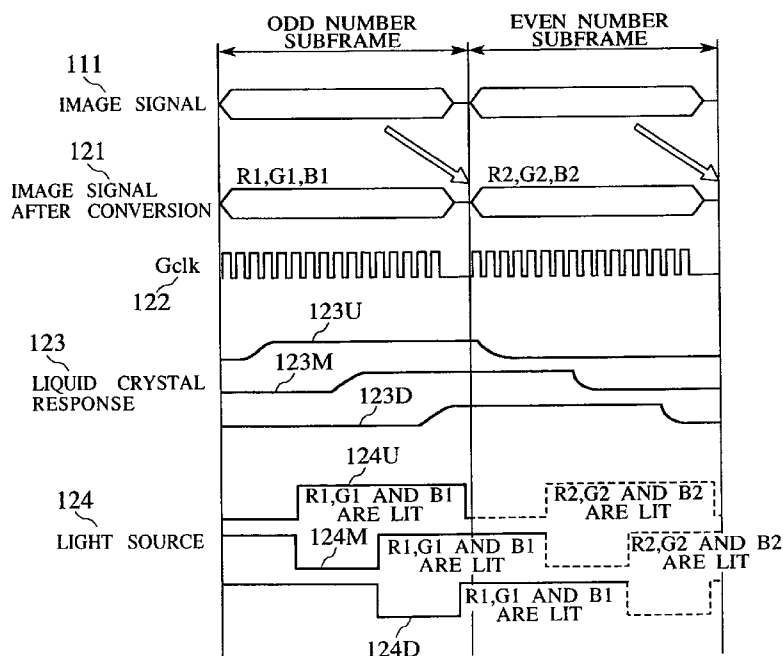 ODD NUMBER
SUBFRAME
EVEN NUMBER
SUBFRAME
111
IMAGE SIGNAL
121
IMAGE SIGNAL
AFTER CONVERSION
R1,G1,B1
R2,G2,B2
Gclk
122
123U
123
123M
LIQUID CRYSTAL
RESPONSE
123D
124U
124
R1,G1 AND B1
ARE LIT
R2,G2 AND B2
ARE LIT
LIGHT SOURCE
124M
R1,G1 AND B1
ARE LIT
R2,G2 AND B2
ARE LIT
R1,G1 AND B1
ARE LIT
124D